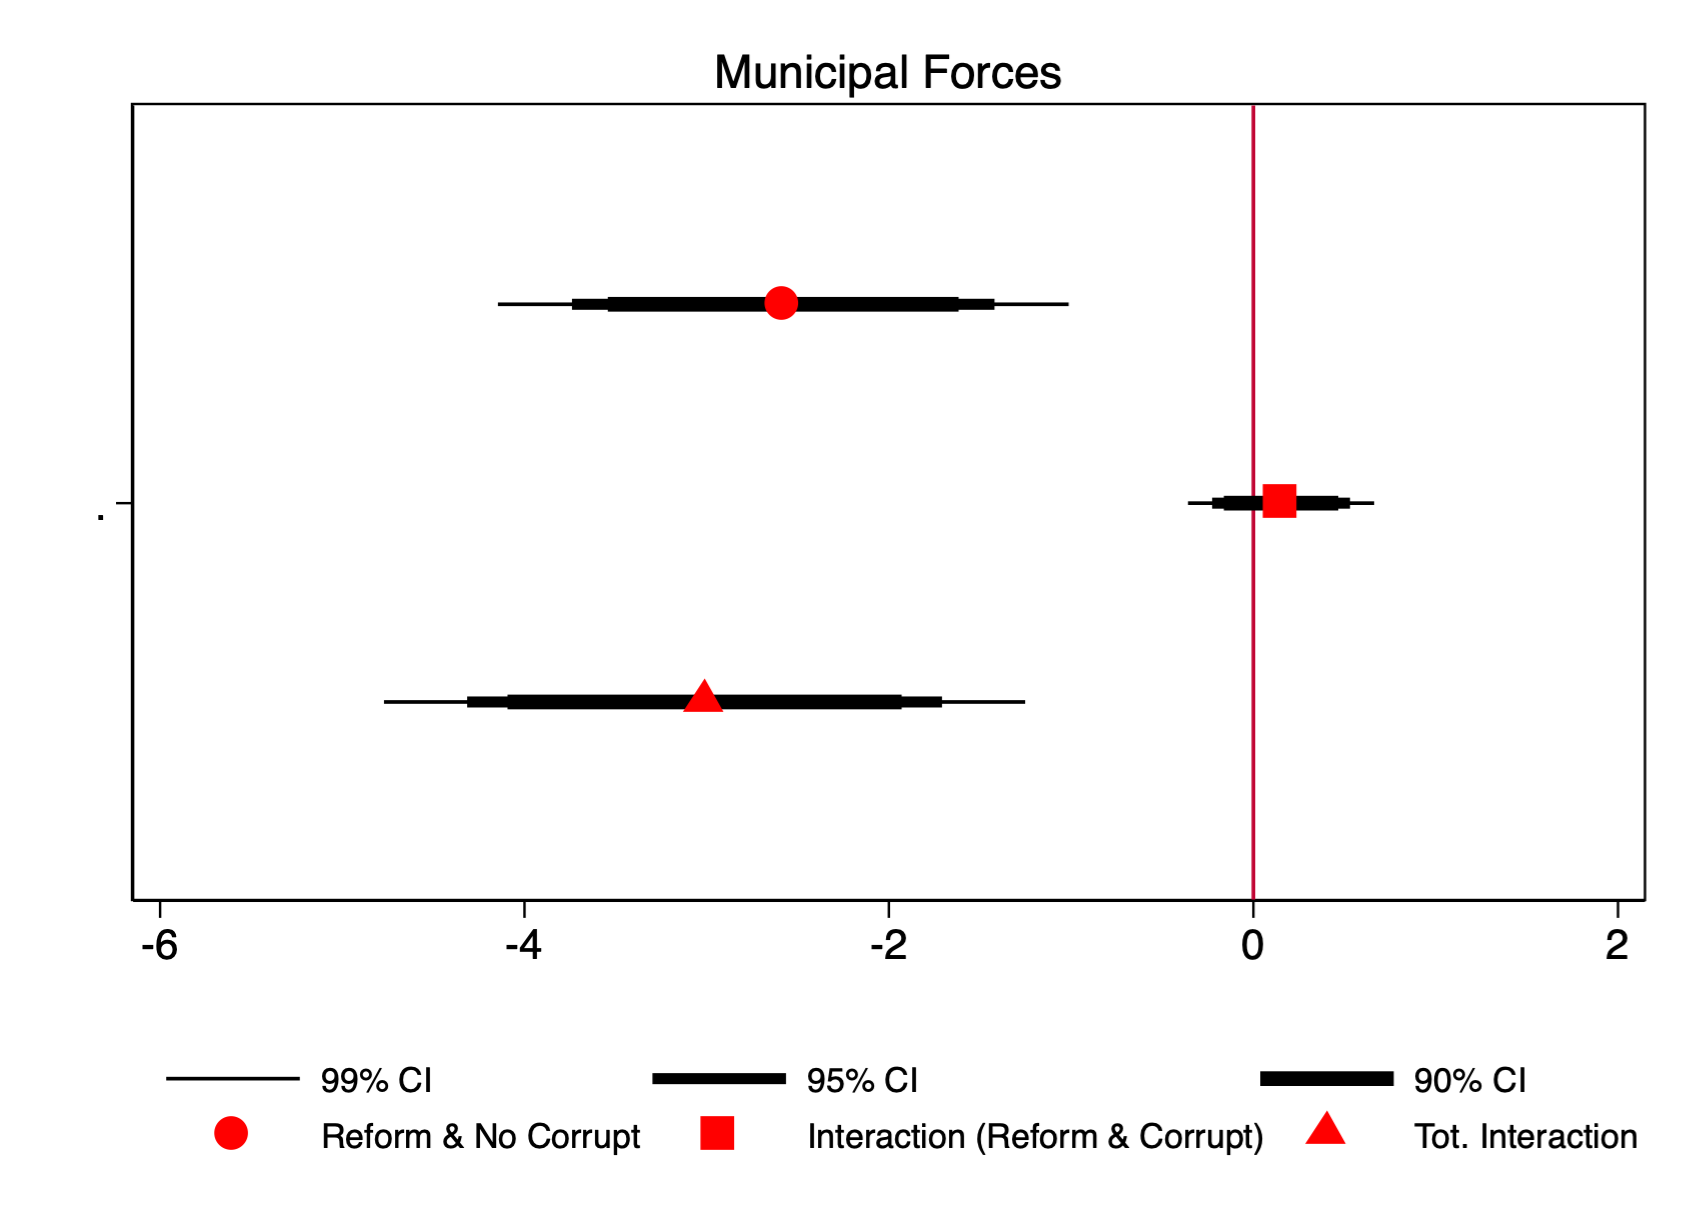 Municipal Forces
.
-6 -4 -2 0 2
99% CI 95% CI 90% CI
Reform & No Corrupt Interaction (Reform & Corrupt) Tot. Interaction